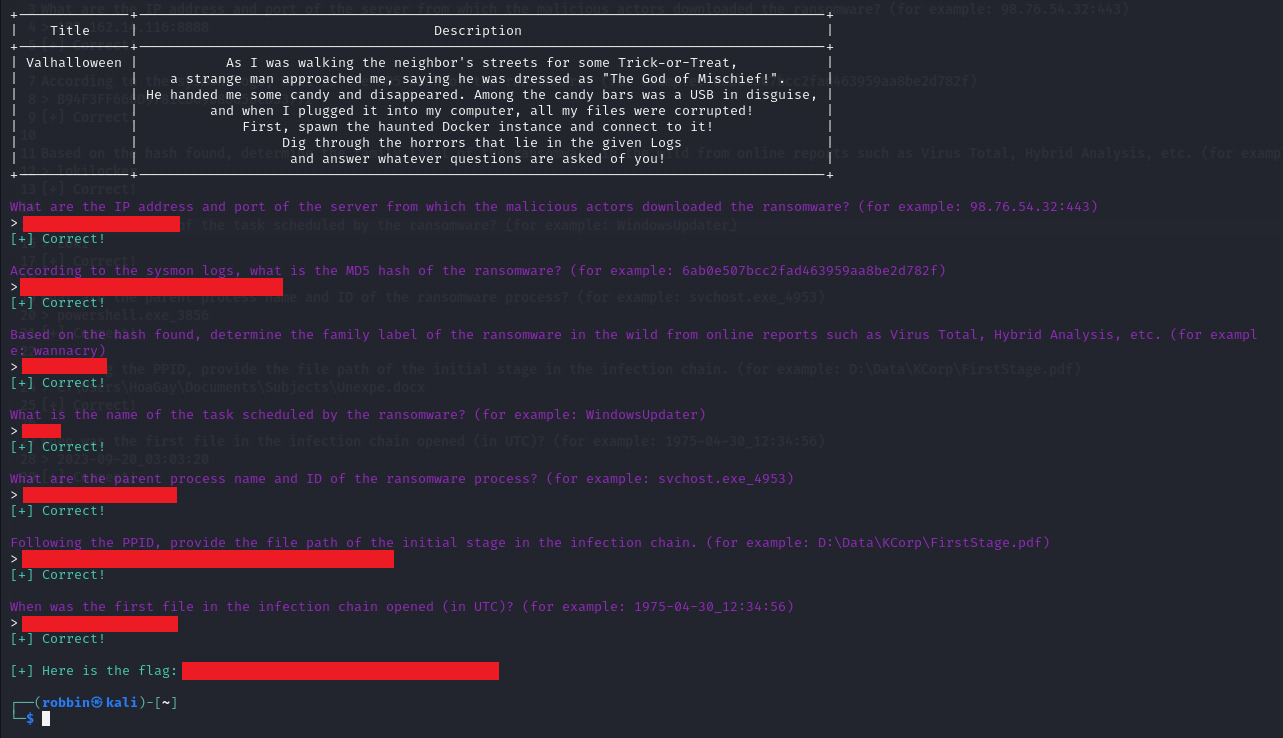 Title Description
Valhalloween As I was walking the neighbor's streets for some Trick-or-Treat,
a strange man approached me, saying he was dressed as "The God of Mischief!".
He handed me some candy and disappeared. Among the candy bars was a USB in disguise,
and when I plugged it into my computer, all my files were corrupted!
First, spawn the haunted Docker instance and connect to it!
Dig through the horrors that lie in the given Logs
and answer whatever questions are asked of you!
What are the IP address and port of the server from which the malicious actors downloaded the ransomware? (for example: 98.76.54.32:443)
>
[+] Correct!
According to the sysmon logs, what is the MD5 hash of the ransomware? (for example: 6ab0e507bcc2fad463959aa8be2d782f)
>
[+] Correct!
Based on the hash found, determine the family label of the ransomware in the wild from online reports such as Virus Total, Hybrid Analysis, etc. (for exampl
e: wannacry)
>
[+] Correct!
What is the name of the task scheduled by the ransomware? (for example: WindowsUpdater)
>
[+] Correct!
What are the parent process name and ID of the ransomware process? (for example: svchost.exe_4953)
>
[+] Correct!
Following the PPID, provide the file path of the initial stage in the infection chain. (for example: D:\Data\KCorp\FirstStage.pdf)
>
[+] Correct!
When was the first file in the infection chain opened (in UTC)? (for example: 1975-04-30_12:34:56)
>
[+] Correct!
[+] Here is the flag:
┌──(robbin㉿kali)-[~]
└─$